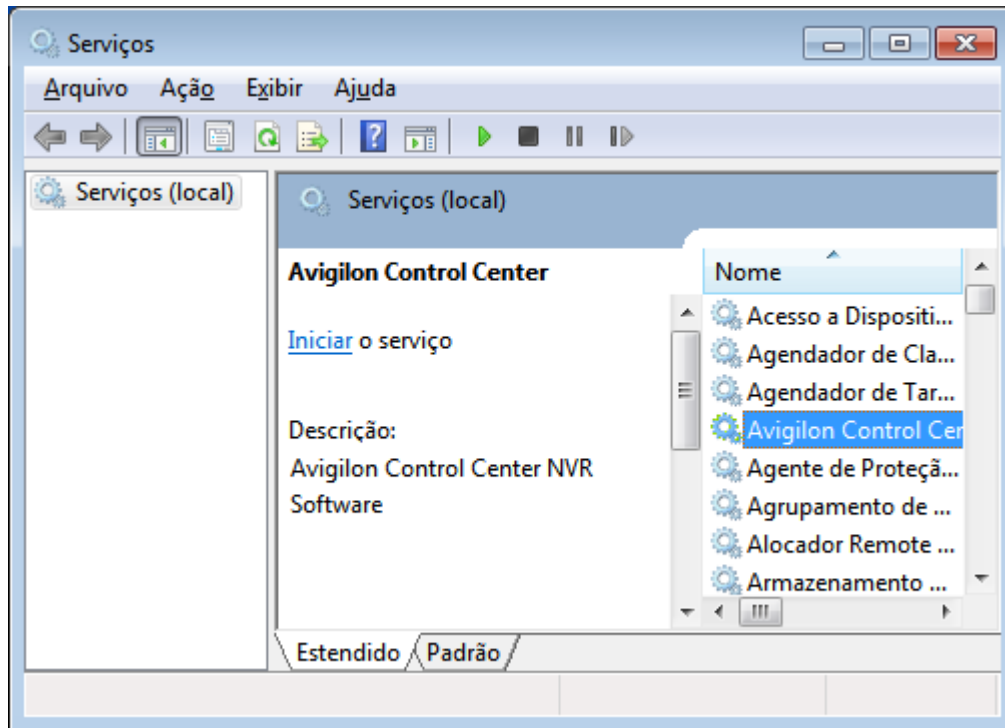 Serviços
Arquivo Ação Exibir Ajuda
Serviços (local)
Serviços (local)
Avigilon Control Center
Iniciar o serviço
Descrição:
Avigilon Control Center NVR
Software
Nome
Acesso a Dispositi...
Agendador de Cla...
Agendador de Tar...
Avigilon Control Cer
Agente de Proteçã...
Agrupamento de ...
Alocador Remote ...
Armazenamento ...
Estendido Padrão